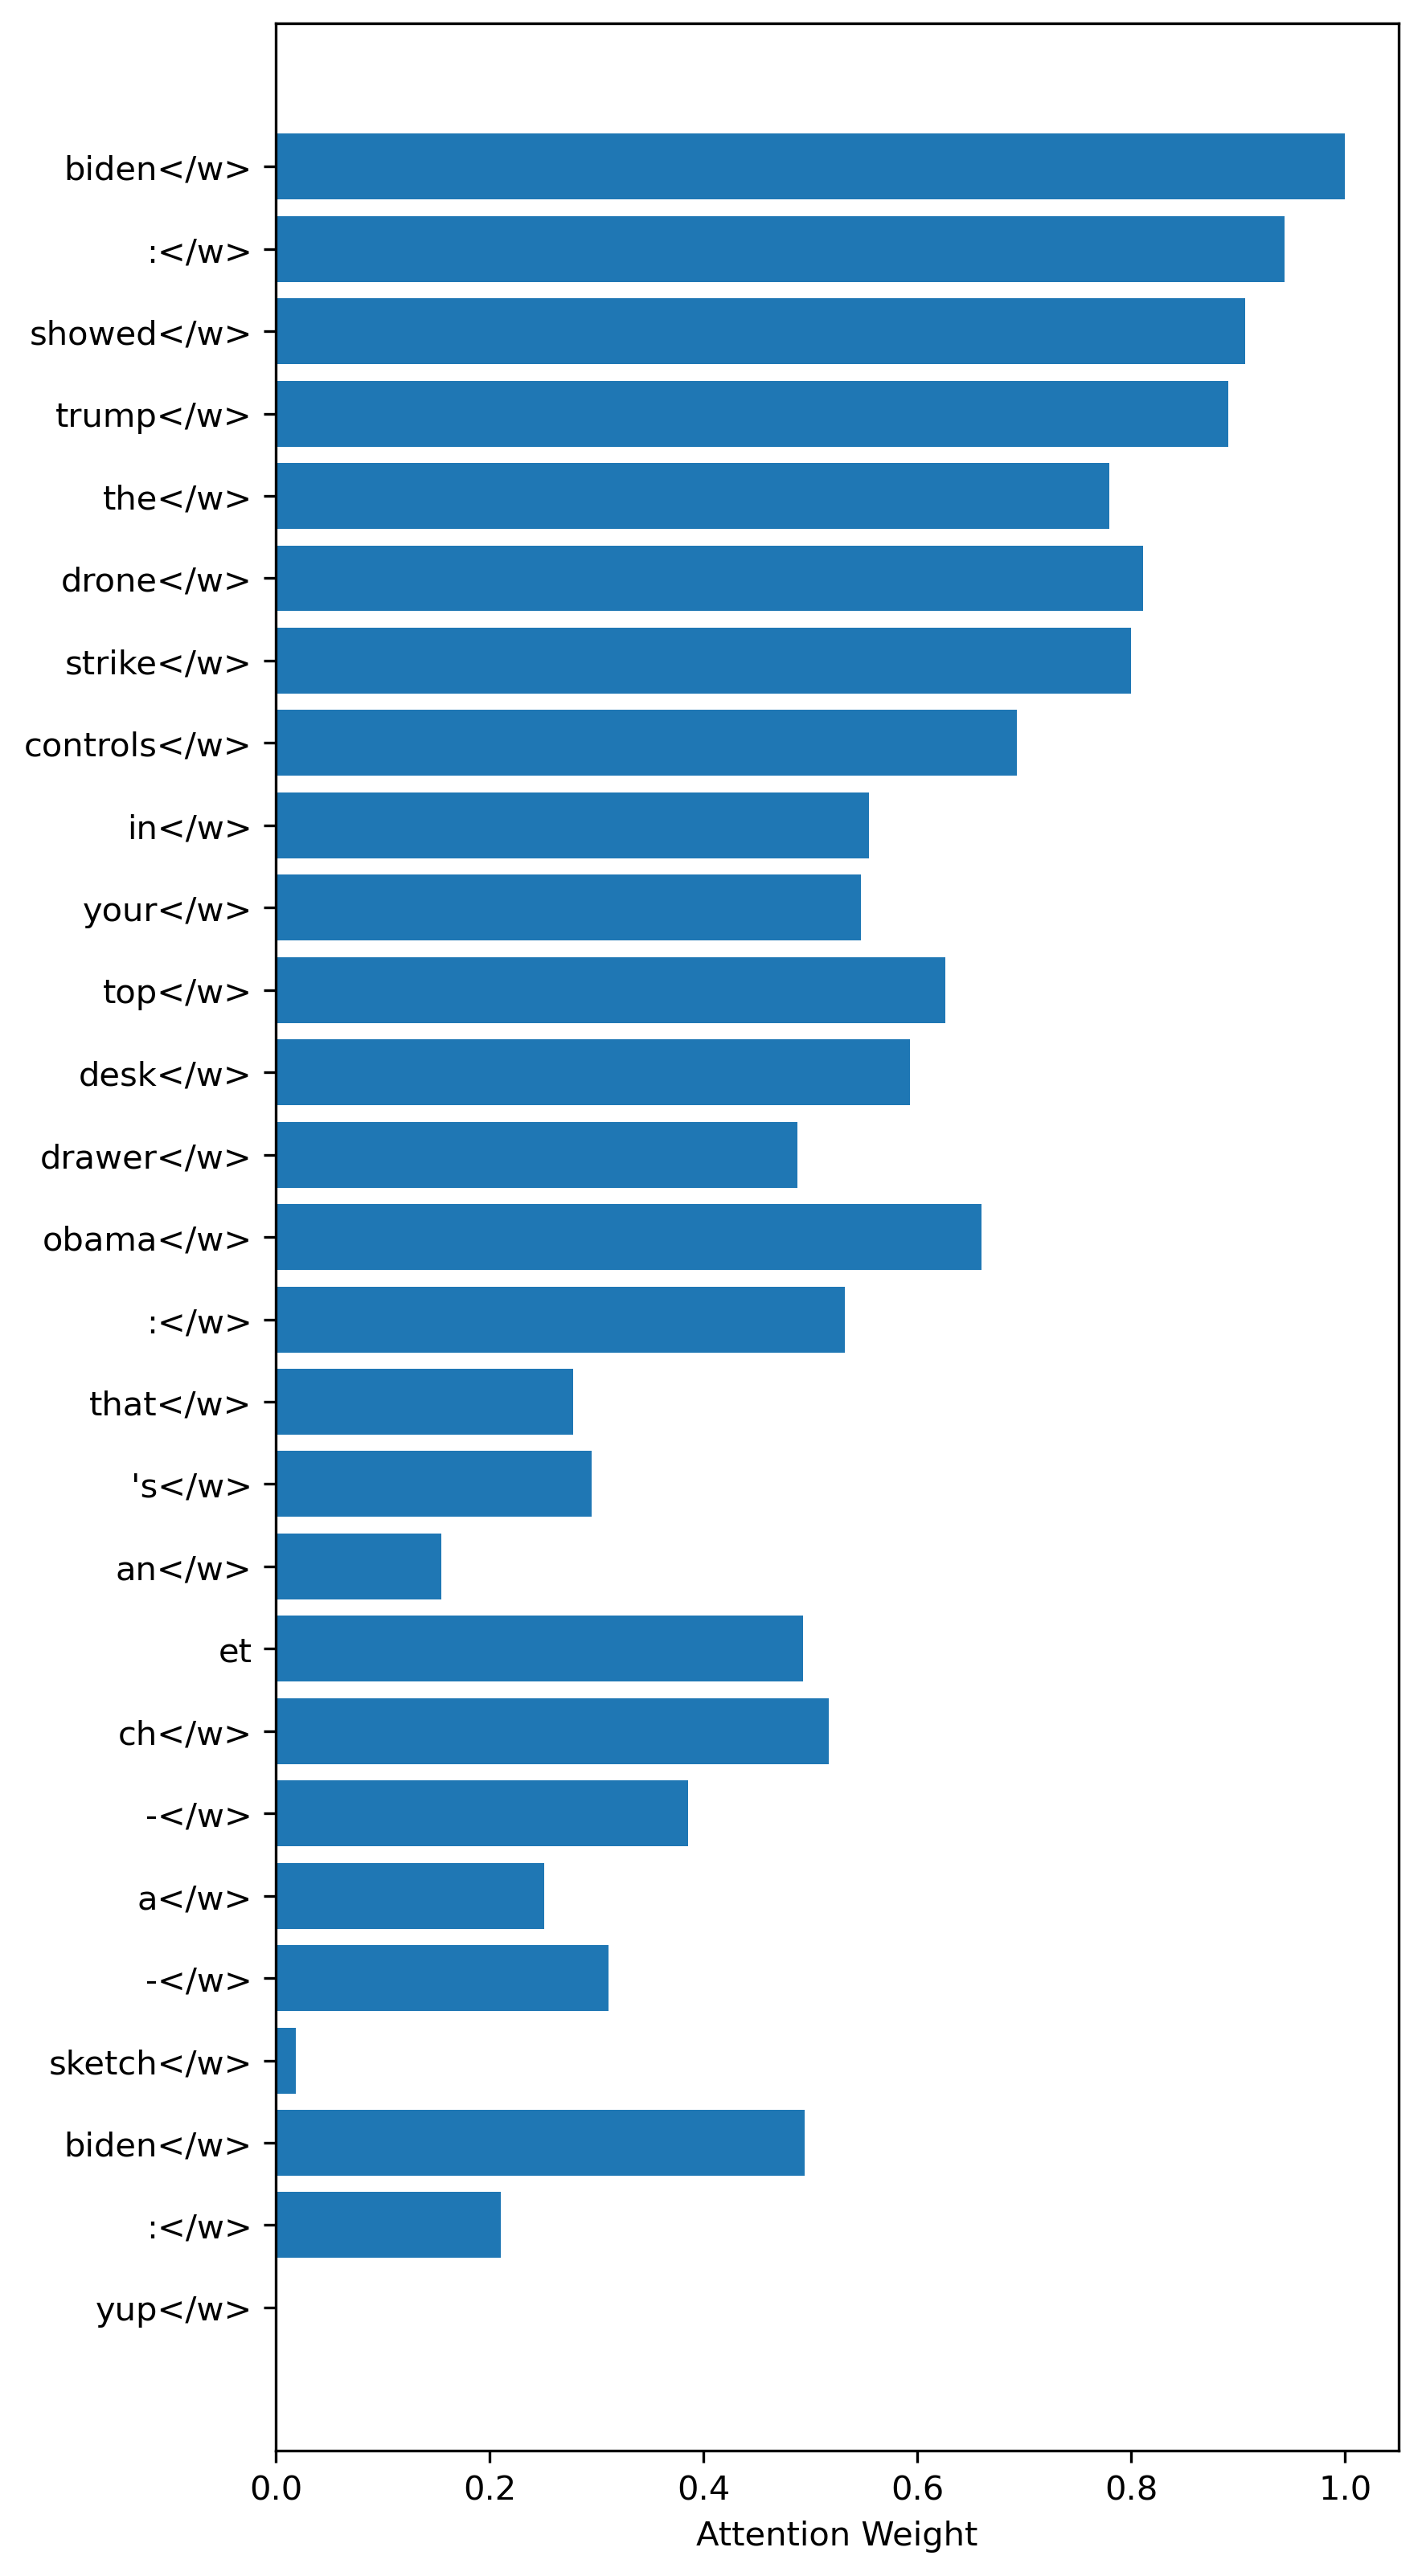 biden</w>
:</w>
showed</w>
trump</w>
the</w>
drone</w>
strike</w>
controls</w>
in</w>
your</w>
top</w>
desk</w>
drawer</w>
obama</w>
:</w>
that</w>
's</w>
an</w>
et
ch</w>
-</w>
a</w>
-</w>
sketch</w>
biden</w>
:</w>
yup</w>
0.0 0.2 0.4 0.6 0.8 1.0
Attention Weight